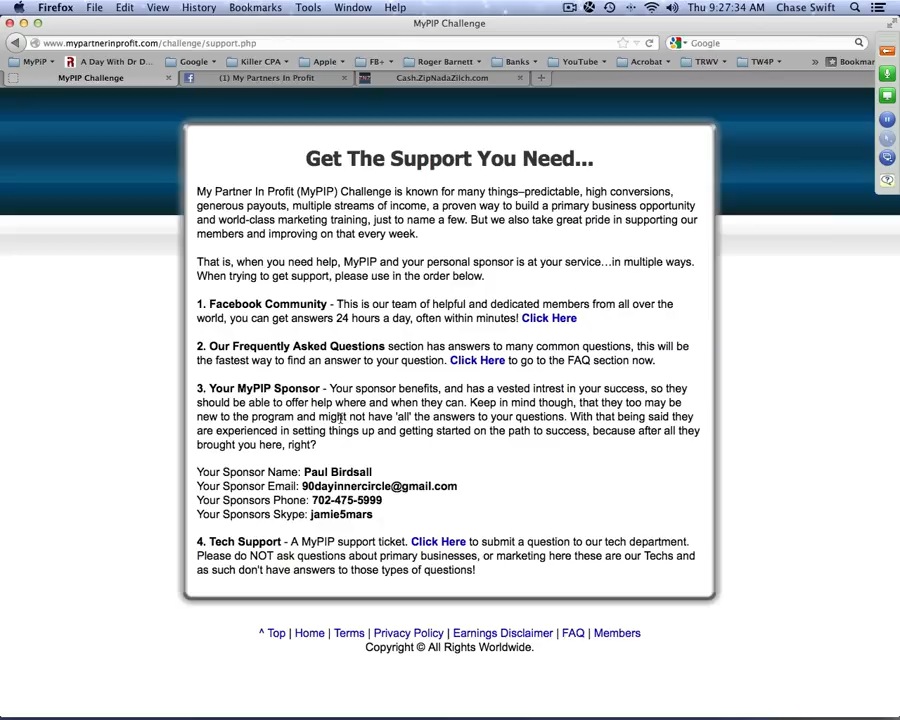 Firefox File Edit View History Bookmarks Tools Window Help Thu 9:27:34 AM Chase Swift
MyPIP Challenge
www.mypartnerinprofit.com/challenge/support.php Google
MyPiP A Day With Dr D... Google Killer CPA Apple FB+ Roger Barnett Banks YouTube Acrobat TRWV TW4P » Bookmar
MyPIP Challenge (1) My Partners In Profit Cash.ZipNadaZilch.com
Get The Support You Need...
My Partner In Profit (MyPIP) Challenge is known for many things–predictable, high conversions,
generous payouts, multiple streams of income, a proven way to build a primary business opportunity
and world-class marketing training, just to name a few. But we also take great pride in supporting our
members and improving on that every week.
That is, when you need help, MyPIP and your personal sponsor is at your service…in multiple ways.
When trying to get support, please use in the order below.
1. Facebook Community - This is our team of helpful and dedicated members from all over the
world, you can get answers 24 hours a day, often within minutes! Click Here
2. Our Frequently Asked Questions section has answers to many common questions, this will be
the fastest way to find an answer to your question. Click Here to go to the FAQ section now.
3. Your MyPIP Sponsor - Your sponsor benefits, and has a vested intrest in your success, so they
should be able to offer help where and when they can. Keep in mind though, that they too may be
new to the program and might not have 'all' the answers to your questions. With that being said they
are experienced in setting things up and getting started on the path to success, because after all they
brought you here, right?
Your Sponsor Name: Paul Birdsall
Your Sponsor Email: 90dayinnercircle@gmail.com
Your Sponsors Phone: 702-475-5999
Your Sponsors Skype: jamie5mars
4. Tech Support - A MyPIP support ticket. Click Here to submit a question to our tech department.
Please do NOT ask questions about primary businesses, or marketing here these are our Techs and
as such don't have answers to those types of questions!
^ Top | Home | Terms | Privacy Policy | Earnings Disclaimer | FAQ | Members
Copyright © All Rights Worldwide.